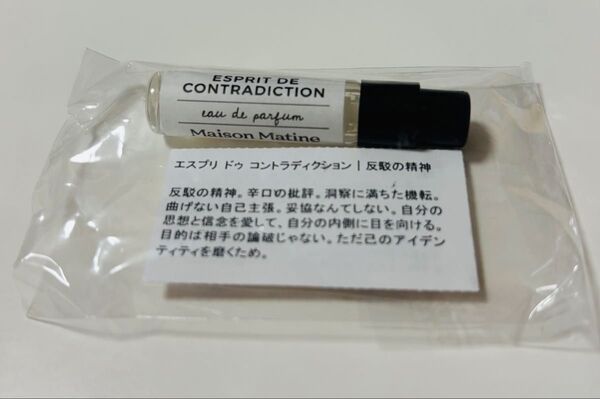 ESPRIT DE
CONTRADICTION
eau de parfum
Maison Matine
エスプリ ドゥ コントラディクション | 反駁の精神
反駁の精神。辛口の批評。洞察に満ちた機転。
曲げない自己主張。妥協なんてしない。自分の
思想と信念を愛して、自分の内側に目を向ける。
目的は相手の論破じゃない。ただ己のアイデン
ティティを磨くため。